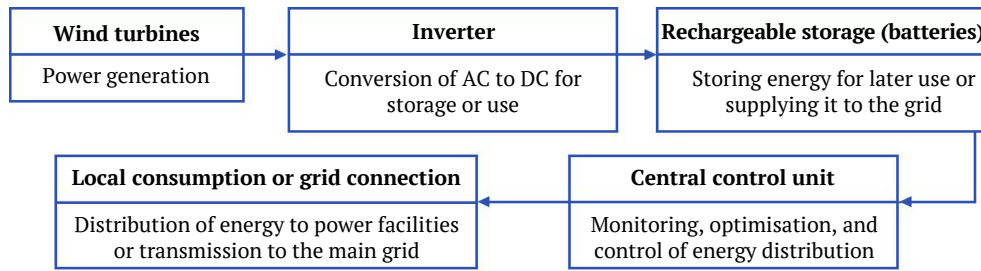 Wind turbines
Power generation
Inverter
Conversion of AC to DC for
storage or use
Rechargeable storage (batteries)
Storing energy for later use or
supplying it to the grid
Local consumption or grid connection
Distribution of energy to power facilities
or transmission to the main grid
Central control unit
Monitoring, optimisation, and
control of energy distribution